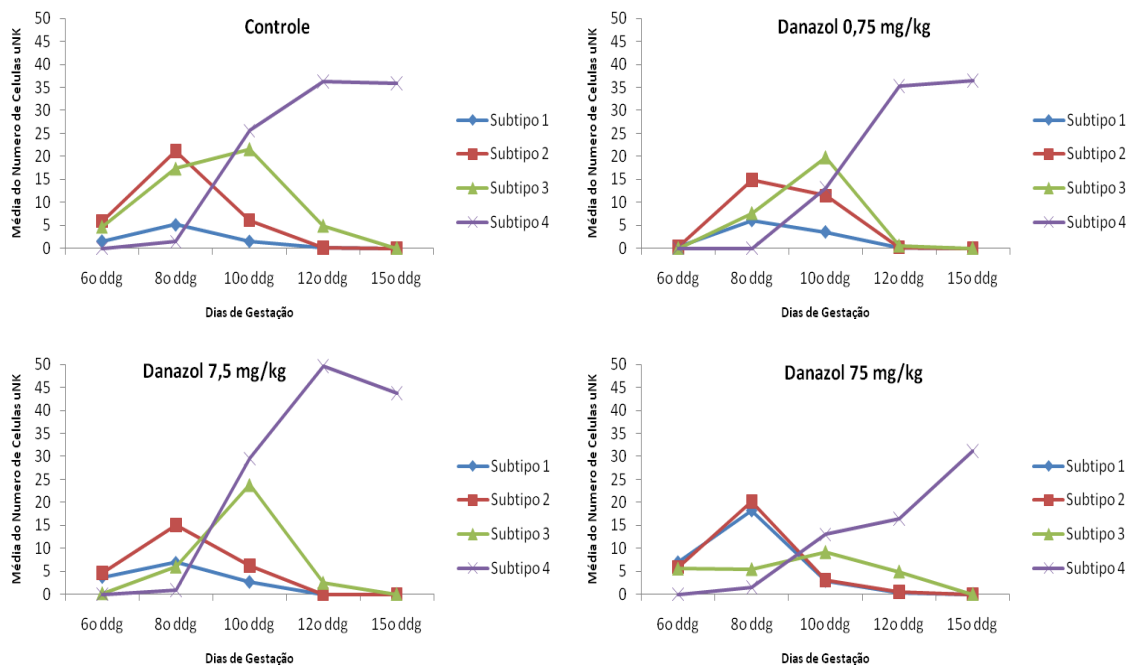 Controle
Média do Numero de Celulas uNK
50
45
40
35
30
25
20
15
10
5
0
6o ddg 8o ddg 10o ddg 12o ddg 15o ddg
Dias de Gestação
Subtipo 1
Subtipo 2
Subtipo 3
Subtipo 4
Danazol 0,75 mg/kg
Média do Numero de Celulas uNK
50
45
40
35
30
25
20
15
10
5
0
6o ddg 8o ddg 10o ddg 12o ddg 15o ddg
Dias de Gestação
Subtipo 1
Subtipo 2
Subtipo 3
Subtipo 4
Danazol 7,5 mg/kg
Média do Numero de Celulas uNK
50
45
40
35
30
25
20
15
10
5
0
6o ddg 8o ddg 10o ddg 12o ddg 15o ddg
Dias de Gestação
Subtipo 1
Subtipo 2
Subtipo 3
Subtipo 4
Danazol 75 mg/kg
Média do Numero de Celulas uNK
50
45
40
35
30
25
20
15
10
5
0
6o ddg 8o ddg 10o ddg 12o ddg 15o ddg
Dias de Gestação
Subtipo 1
Subtipo 2
Subtipo 3
Subtipo 4